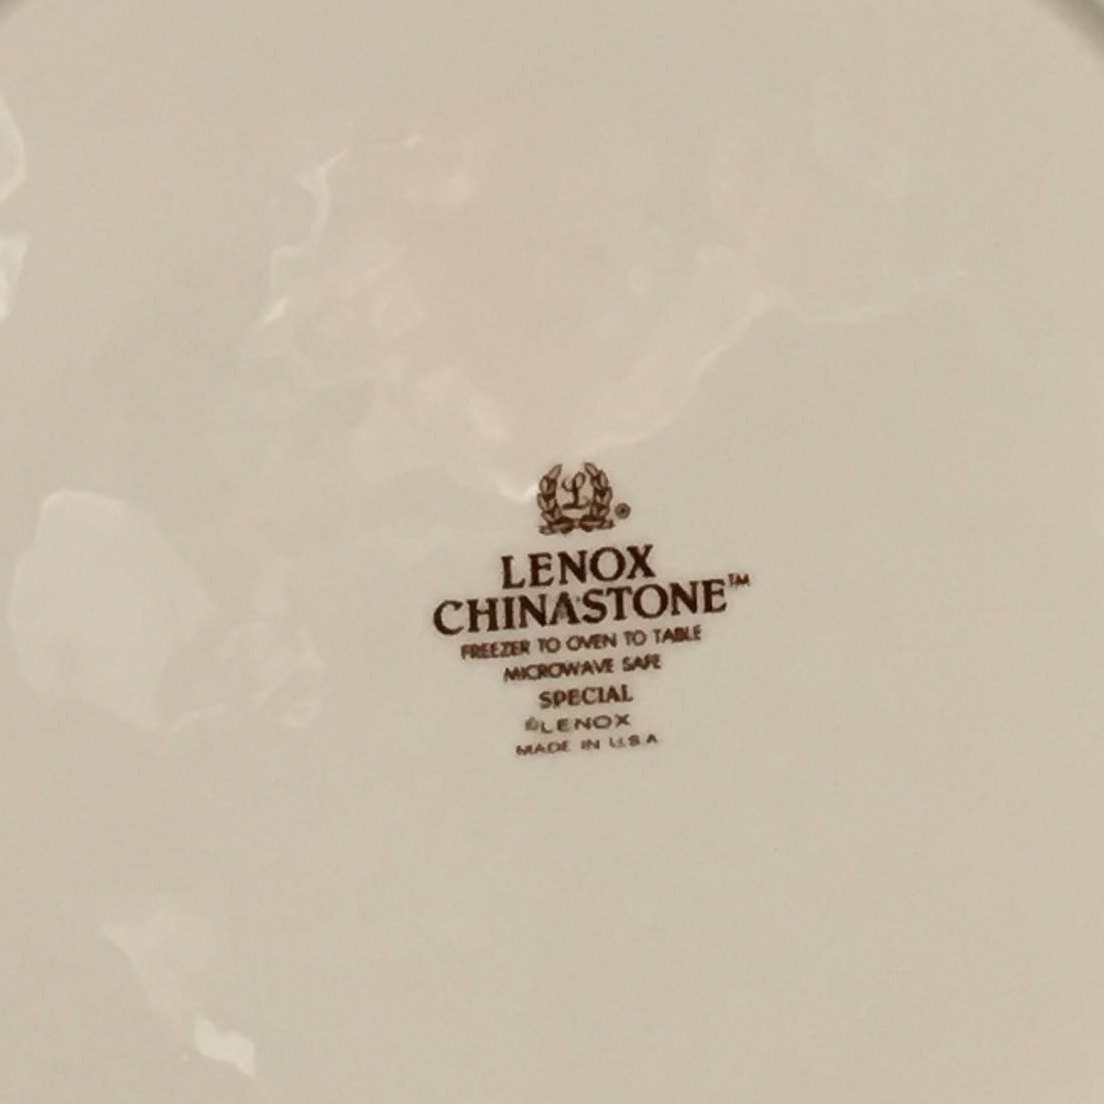 L®
LENOX
CHINASTONE™
FREEZER TO OVEN TO TABLE
MICROWAVE SAFE
SPECIAL
©LENOX
MADE IN U.S.A